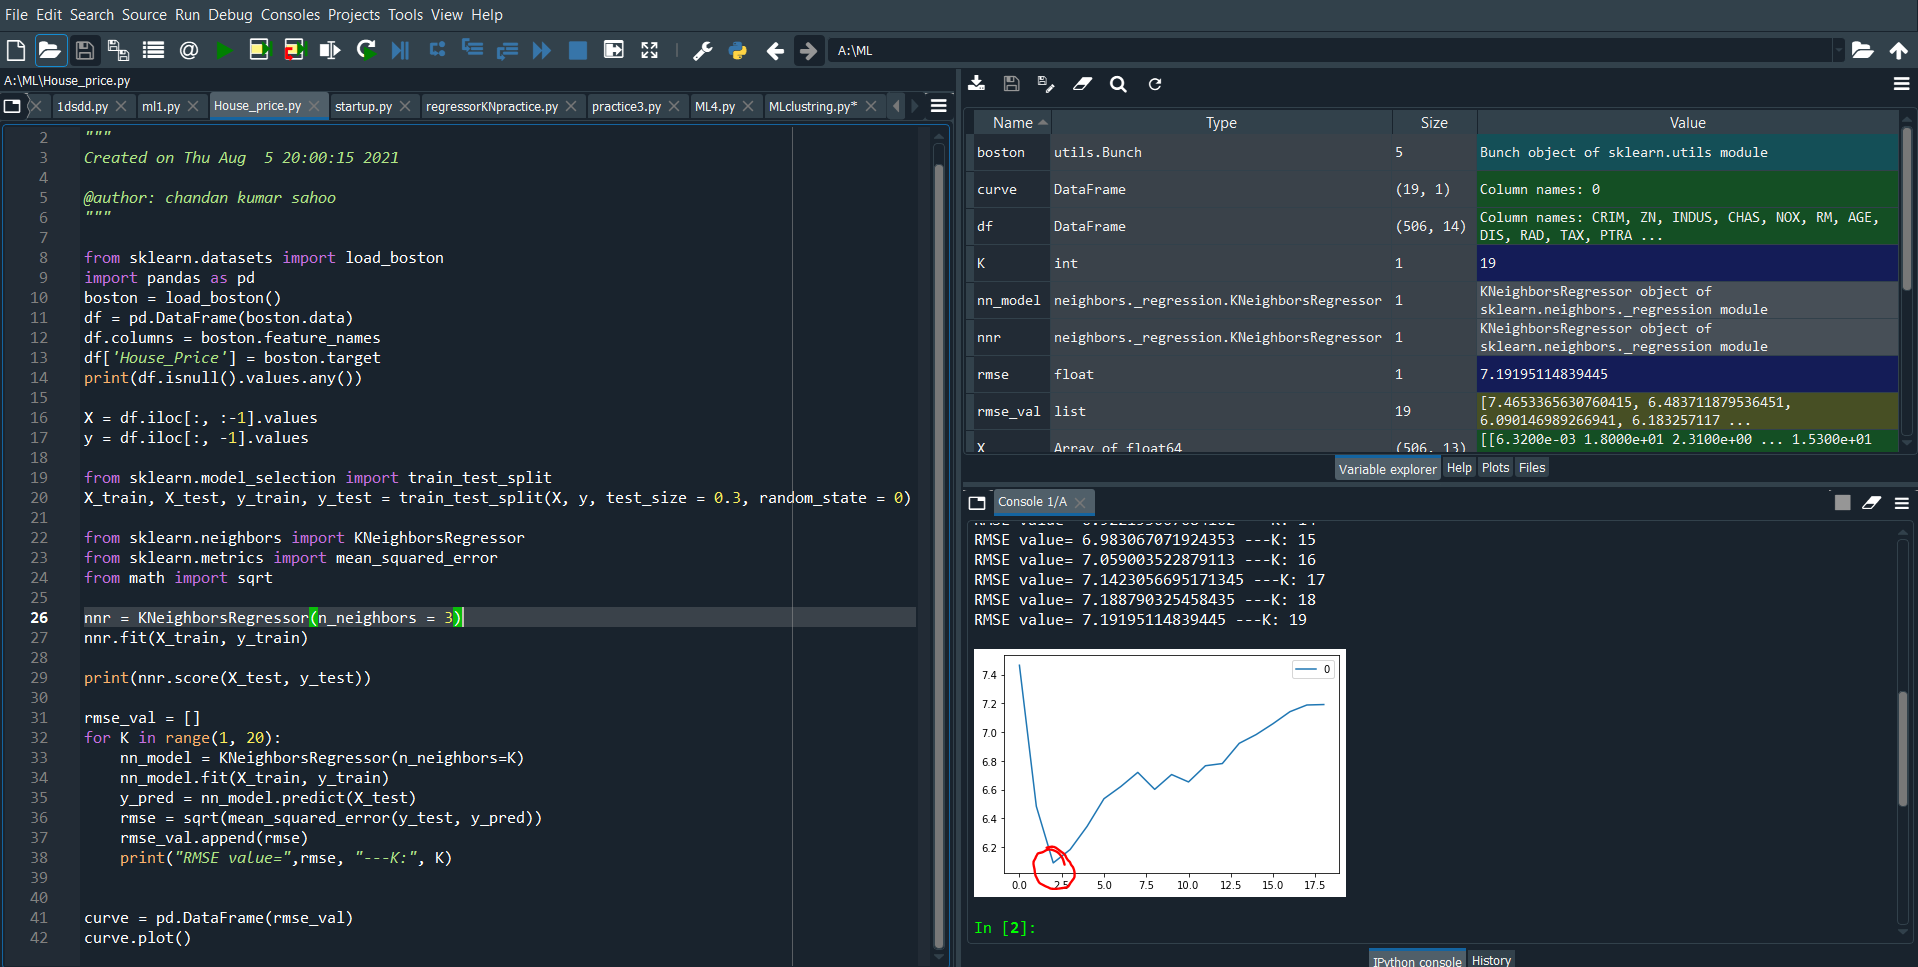 File Edit Search Source Run Debug Consoles Projects Tools View Help
A:\ML
A:\ML\House_price.py
1dsdd.py ml1.py House_price.py startup.py regressorKNpractice.py practice3.py ML4.py MLclustring.py*
2 """
3 Created on Thu Aug  5 20:00:15 2021
4
5 @author: chandan kumar sahoo
6 """
7
8 from sklearn.datasets import load_boston
9 import pandas as pd
10 boston = load_boston()
11 df = pd.DataFrame(boston.data)
12 df.columns = boston.feature_names
13 df['House_Price'] = boston.target
14 print(df.isnull().values.any())
15
16 X = df.iloc[:, :-1].values
17 y = df.iloc[:, -1].values
18
19 from sklearn.model_selection import train_test_split
20 X_train, X_test, y_train, y_test = train_test_split(X, y, test_size = 0.3, random_state = 0)
21
22 from sklearn.neighbors import KNeighborsRegressor
23 from sklearn.metrics import mean_squared_error
24 from math import sqrt
25
26 nnr = KNeighborsRegressor(n_neighbors = 3)
27 nnr.fit(X_train, y_train)
28
29 print(nnr.score(X_test, y_test))
30
31 rmse_val = []
32 for K in range(1, 20):
33     nn_model = KNeighborsRegressor(n_neighbors=K)
34     nn_model.fit(X_train, y_train)
35     y_pred = nn_model.predict(X_test)
36     rmse = sqrt(mean_squared_error(y_test, y_pred))
37     rmse_val.append(rmse)
38     print("RMSE value=",rmse, "---K:", K)
39
40
41 curve = pd.DataFrame(rmse_val)
42 curve.plot()
Name Type Size Value
boston utils.Bunch 5 Bunch object of sklearn.utils module
curve DataFrame (19, 1) Column names: 0
df DataFrame (506, 14) Column names: CRIM, ZN, INDUS, CHAS, NOX, RM, AGE,
DIS, RAD, TAX, PTRA ...
K int 1 19
nn_model neighbors._regression.KNeighborsRegressor 1 KNeighborsRegressor object of
sklearn.neighbors._regression module
nnr neighbors._regression.KNeighborsRegressor 1 KNeighborsRegressor object of
sklearn.neighbors._regression module
rmse float 1 7.19195114839445
rmse_val list 19 [7.4653365630760415, 6.483711879536451,
6.090146989266941, 6.183257117 ...
X Array of float64 (506, 13) [[6.3200e-03 1.8000e+01 2.3100e+00 ... 1.5300e+01
Variable explorer Help Plots Files
Console 1/A
RMSE value= 6.983067071924353 ---K: 15
RMSE value= 7.059003522879113 ---K: 16
RMSE value= 7.1423056695171345 ---K: 17
RMSE value= 7.188790325458435 ---K: 18
RMSE value= 7.19195114839445 ---K: 19
0
7.4
7.2
7.0
6.8
6.6
6.4
6.2
0.0 2.5 5.0 7.5 10.0 12.5 15.0 17.5
In [2]:
IPython console History